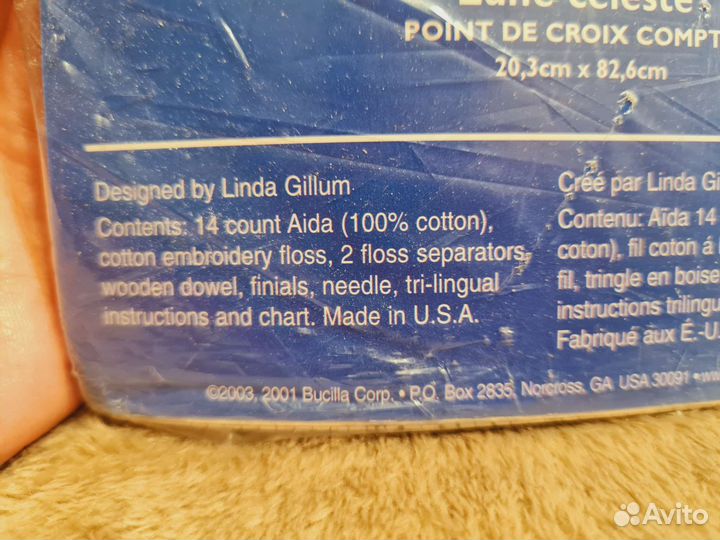 Lune céleste
POINT DE CROIX COMPT
20,3cm x 82,6cm
Designed by Linda Gillum
Contents: 14 count Aida (100% cotton),
cotton embroidery floss, 2 floss separators,
wooden dowel, finials, needle, tri-lingual
instructions and chart. Made in U.S.A.
Créé par Linda Gi
Contenu: Aida 14
coton), fil coton á
fil, tringle en boise
instructions trilingu
Fabriqué aux É.-U.
©2003, 2001 Bucilla Corp. • P.O. Box 2835, Norcross, GA USA 30091 • ww
Avito